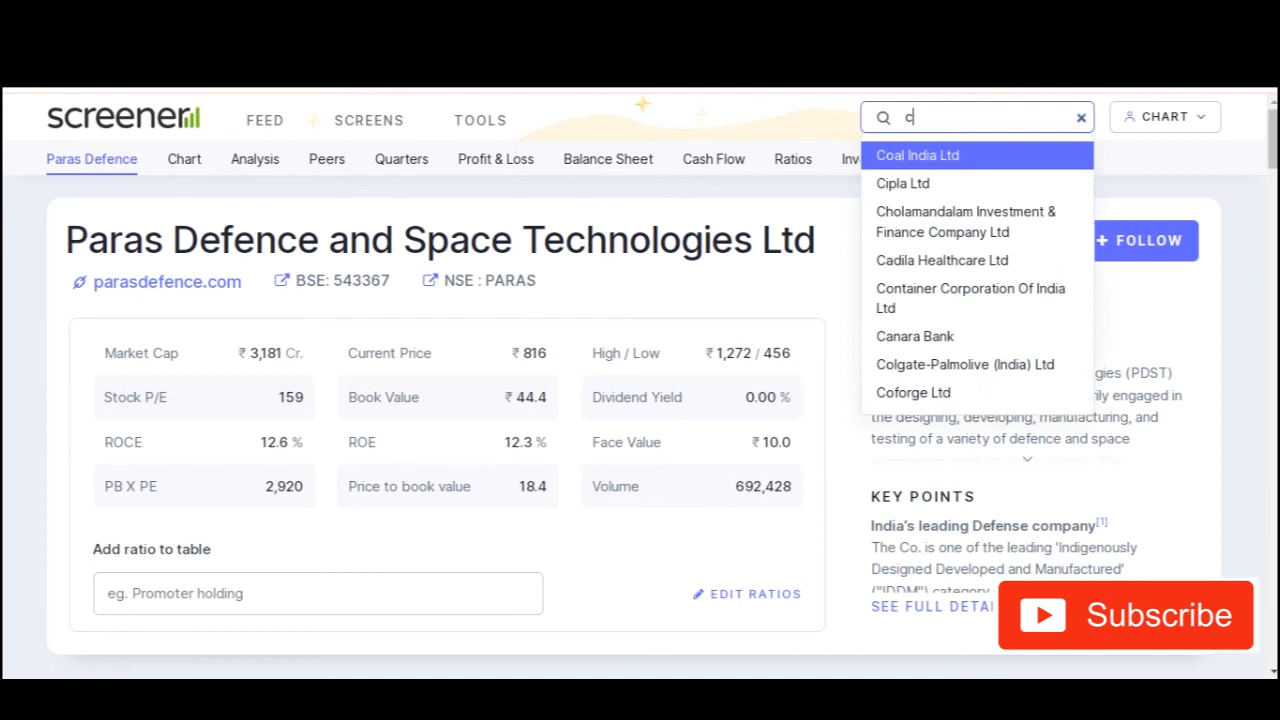 screener
FEED SCREENS TOOLS
c
CHART
Paras Defence Chart Analysis Peers Quarters Profit & Loss Balance Sheet Cash Flow Ratios
Coal India Ltd
Cipla Ltd
Cholamandalam Investment &
Finance Company Ltd
Cadila Healthcare Ltd
Container Corporation Of India
Ltd
Canara Bank
Colgate-Palmolive (India) Ltd
Coforge Ltd
Paras Defence and Space Technologies Ltd
+ FOLLOW
parasdefence.com BSE: 543367 NSE : PARAS
Market Cap ₹ 3,181 Cr. Current Price ₹ 816 High / Low ₹ 1,272 / 456
Stock P/E 159 Book Value ₹ 44.4 Dividend Yield 0.00 %
ROCE 12.6 % ROE 12.3 % Face Value ₹ 10.0
PB X PE 2,920 Price to book value 18.4 Volume 692,428
Add ratio to table
eg. Promoter holding
EDIT RATIOS
(PDST)
engaged in
the designing, developing, manufacturing, and
testing of a variety of defence and space
KEY POINTS
India's leading Defense company[1]
The Co. is one of the leading 'Indigenously
Designed Developed and Manufactured'
("IDDM") category
SEE FULL
Subscribe